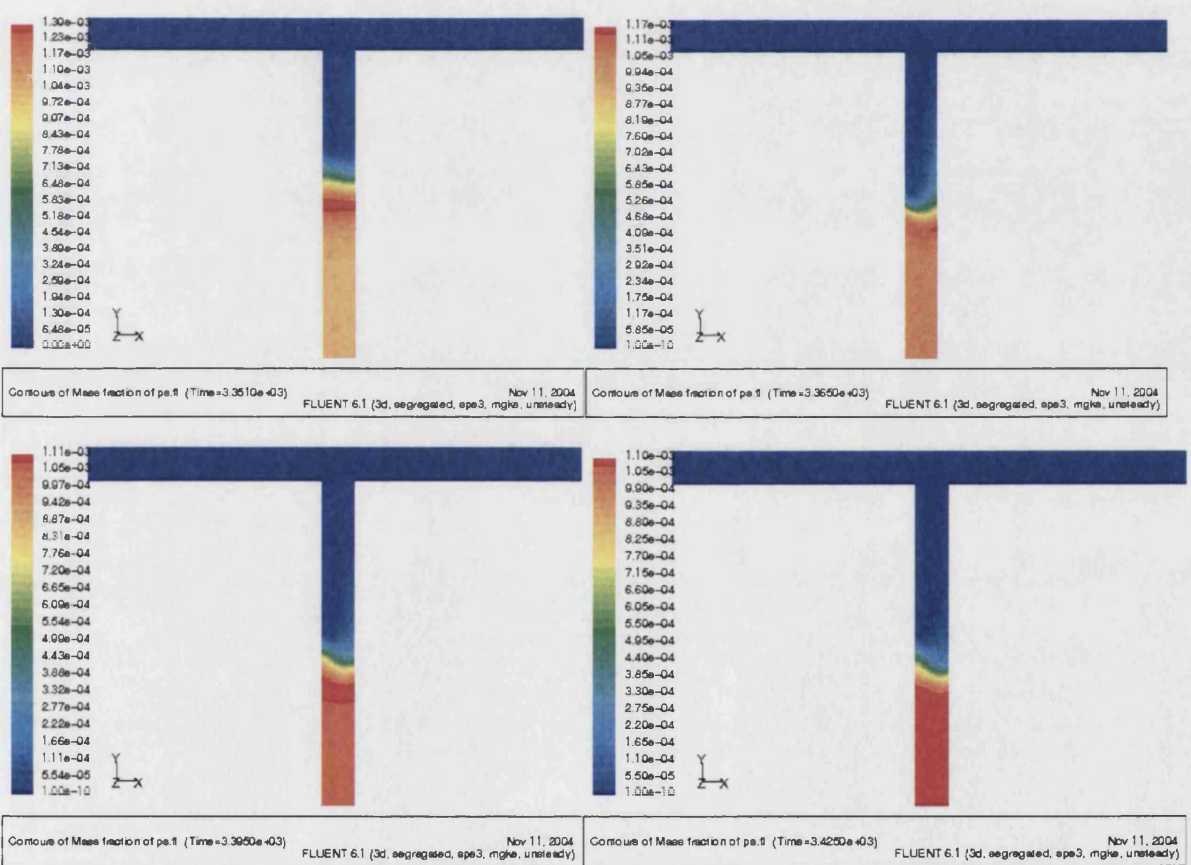 1.30e-03
1.23e-03
1.17e-03
1.10e-03
1.04e-03
9.72e-04
9.07e-04
8.43e-04
7.78e-04
7.13e-04
6.48e-04
5.83e-04
5.18e-04
4.54e-04
3.89e-04
3.24e-04
2.59e-04
1.94e-04
1.30e-04
6.48e-05
0.00e+00
Y
Z X
Contours of Mass fraction of ps.fl (Time=3.3510e+03)
Nov 11, 2004
FLUENT 6.1 (3d, segregated, spe3, rngke, unsteady)
1.17e-03
1.11e-03
1.05e-03
9.94e-04
9.35e-04
8.77e-04
8.19e-04
7.60e-04
7.02e-04
6.43e-04
5.85e-04
5.26e-04
4.68e-04
4.09e-04
3.51e-04
2.92e-04
2.34e-04
1.75e-04
1.17e-04
5.85e-05
1.00e-10
Y
Z X
Contours of Mass fraction of ps.fl (Time=3.3650e+03)
Nov 11, 2004
FLUENT 6.1 (3d, segregated, spe3, rngke, unsteady)
1.11e-03
1.05e-03
9.97e-04
9.42e-04
8.87e-04
8.31e-04
7.76e-04
7.20e-04
6.65e-04
6.09e-04
5.54e-04
4.99e-04
4.43e-04
3.88e-04
3.32e-04
2.77e-04
2.22e-04
1.66e-04
1.11e-04
5.54e-05
1.00e-10
Y
Z X
Contours of Mass fraction of ps.fl (Time=3.3950e+03)
Nov 11, 2004
FLUENT 6.1 (3d, segregated, spe3, rngke, unsteady)
1.10e-03
1.05e-03
9.90e-04
9.35e-04
8.80e-04
8.25e-04
7.70e-04
7.15e-04
6.60e-04
6.05e-04
5.50e-04
4.95e-04
4.40e-04
3.85e-04
3.30e-04
2.75e-04
2.20e-04
1.65e-04
1.10e-04
5.50e-05
1.00e-10
Y
Z X
Contours of Mass fraction of ps.fl (Time=3.4250e+03)
Nov 11, 2004
FLUENT 6.1 (3d, segregated, spe3, rngke, unsteady)